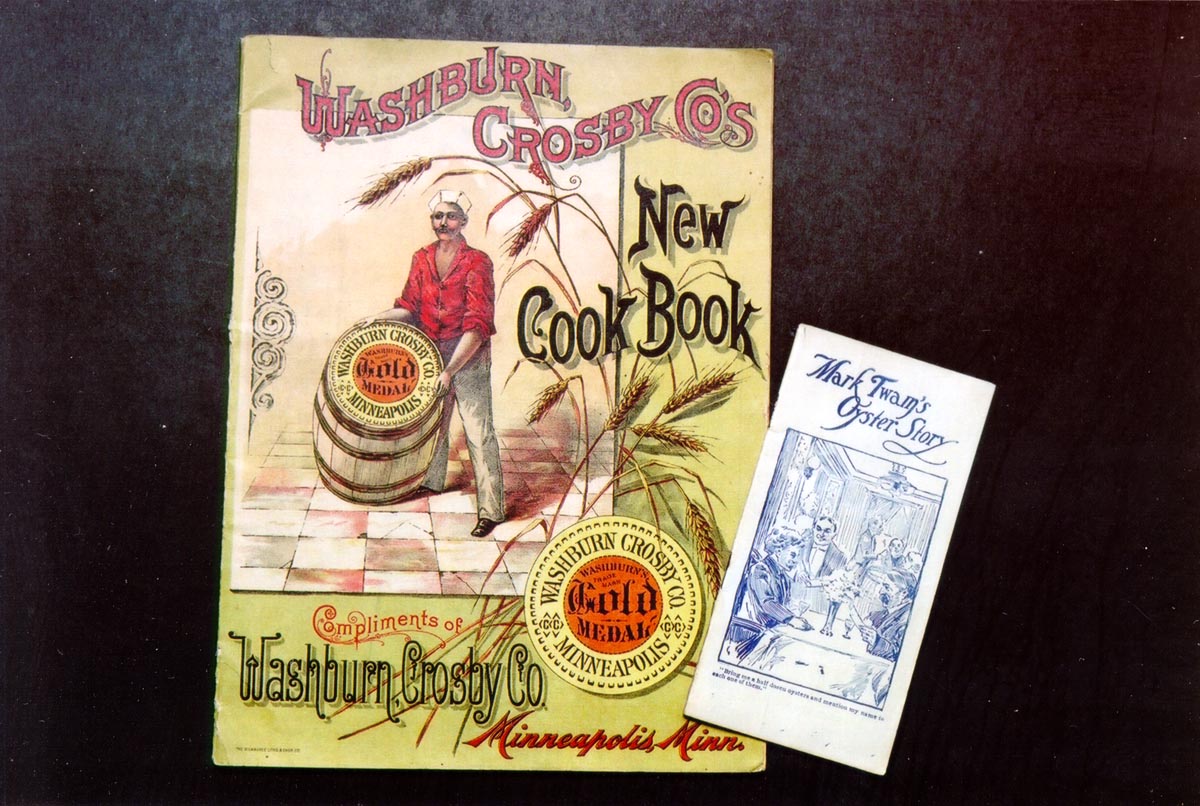 WASHBURN,
CROSBY CO'S
NEW
COOK BOOK
WASHBURN CROSBY CO.
WASHBURN'S
Gold
MEDAL
MINNEAPOLIS
WASHBURN CROSBY CO.
WASHBURN'S
TRADE
MARK
Gold
MEDAL
MINNEAPOLIS
Compliments of
Washburn, Crosby Co.
Minneapolis, Minn.
Mark Twain's
Oyster Story
"Bring me a half dozen oysters and mention my name to
each one of them."